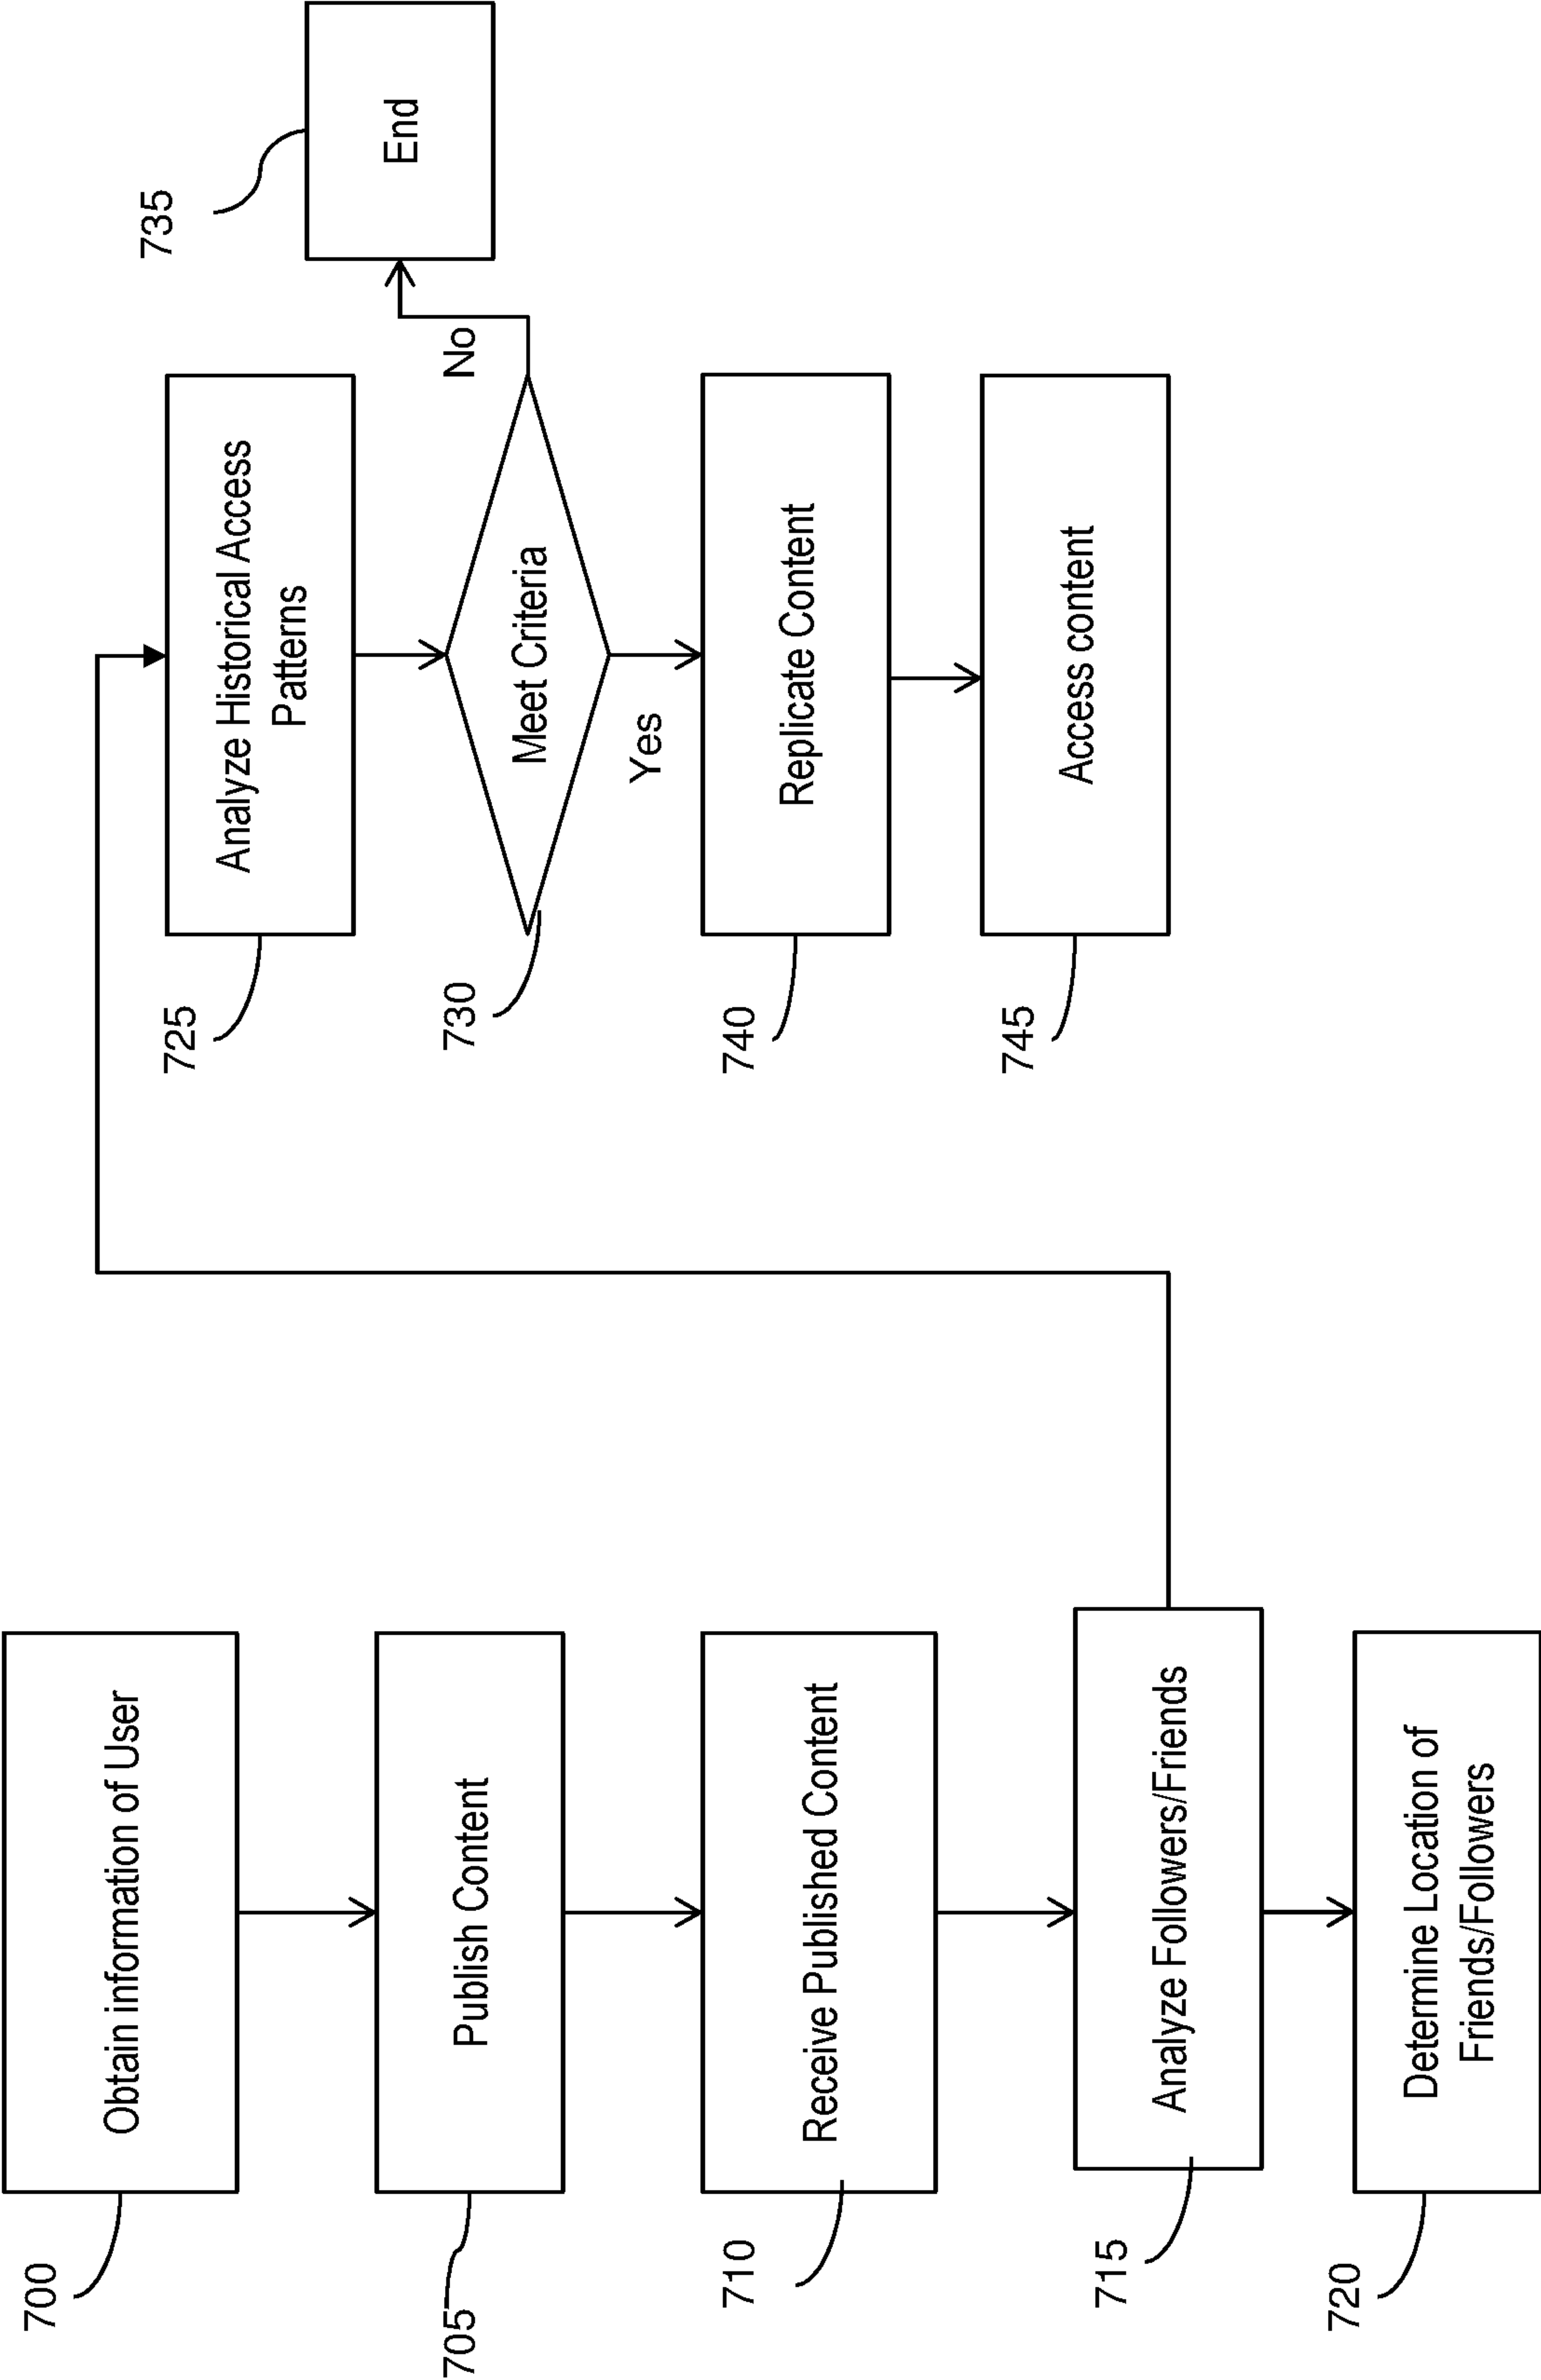 700
Obtain information of User
705
Publish Content
710
Receive Published Content
715
Analyze Followers/Friends
720
Determine Location of
Friends/Followers
725
Analyze Historical Access
Patterns
730
Meet Criteria
No
735
End
Yes
740
Replicate Content
745
Access content